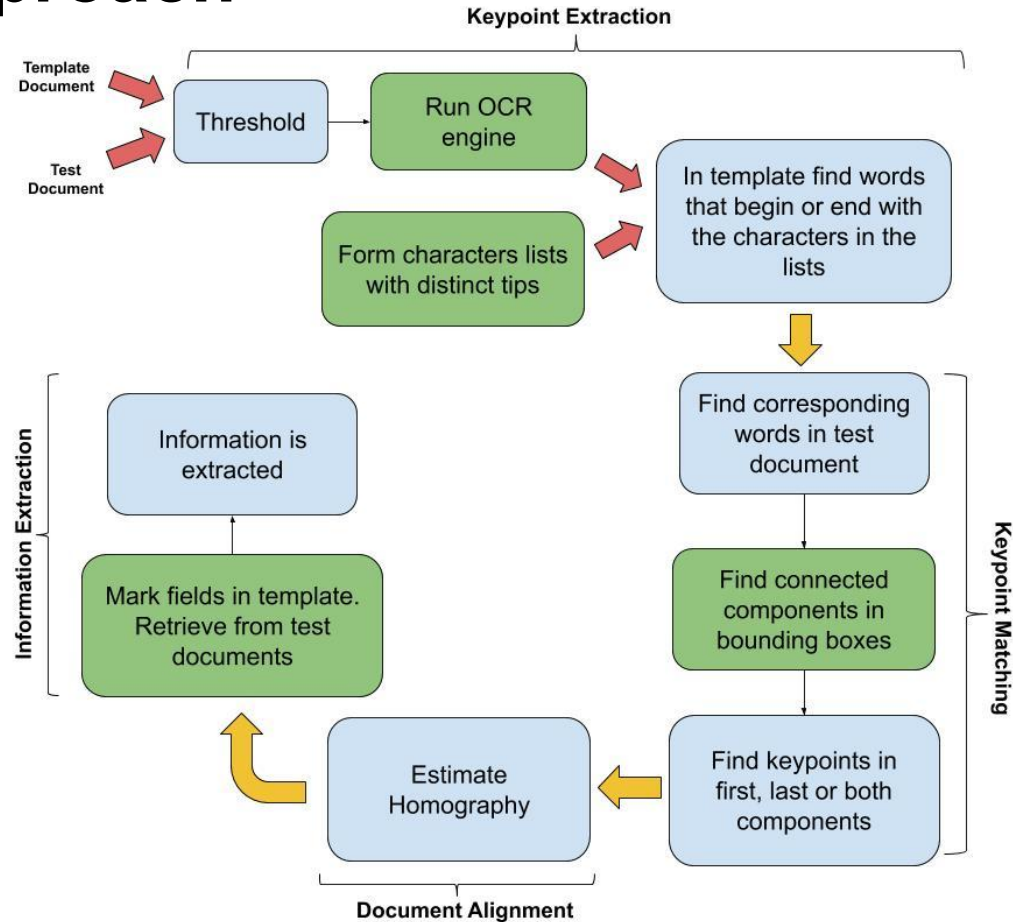 Keypoint Extraction
Template
Document
Test
Document
Threshold
Run OCR
engine
Form characters lists
with distinct tips
In template find words
that begin or end with
the characters in the
lists
Find corresponding
words in test
document
Find connected
components in
bounding boxes
Find keypoints in
first, last or both
components
Keypoint Matching
Estimate
Homography
Document Alignment
Mark fields in template.
Retrieve from test
documents
Information is
extracted
Information Extraction